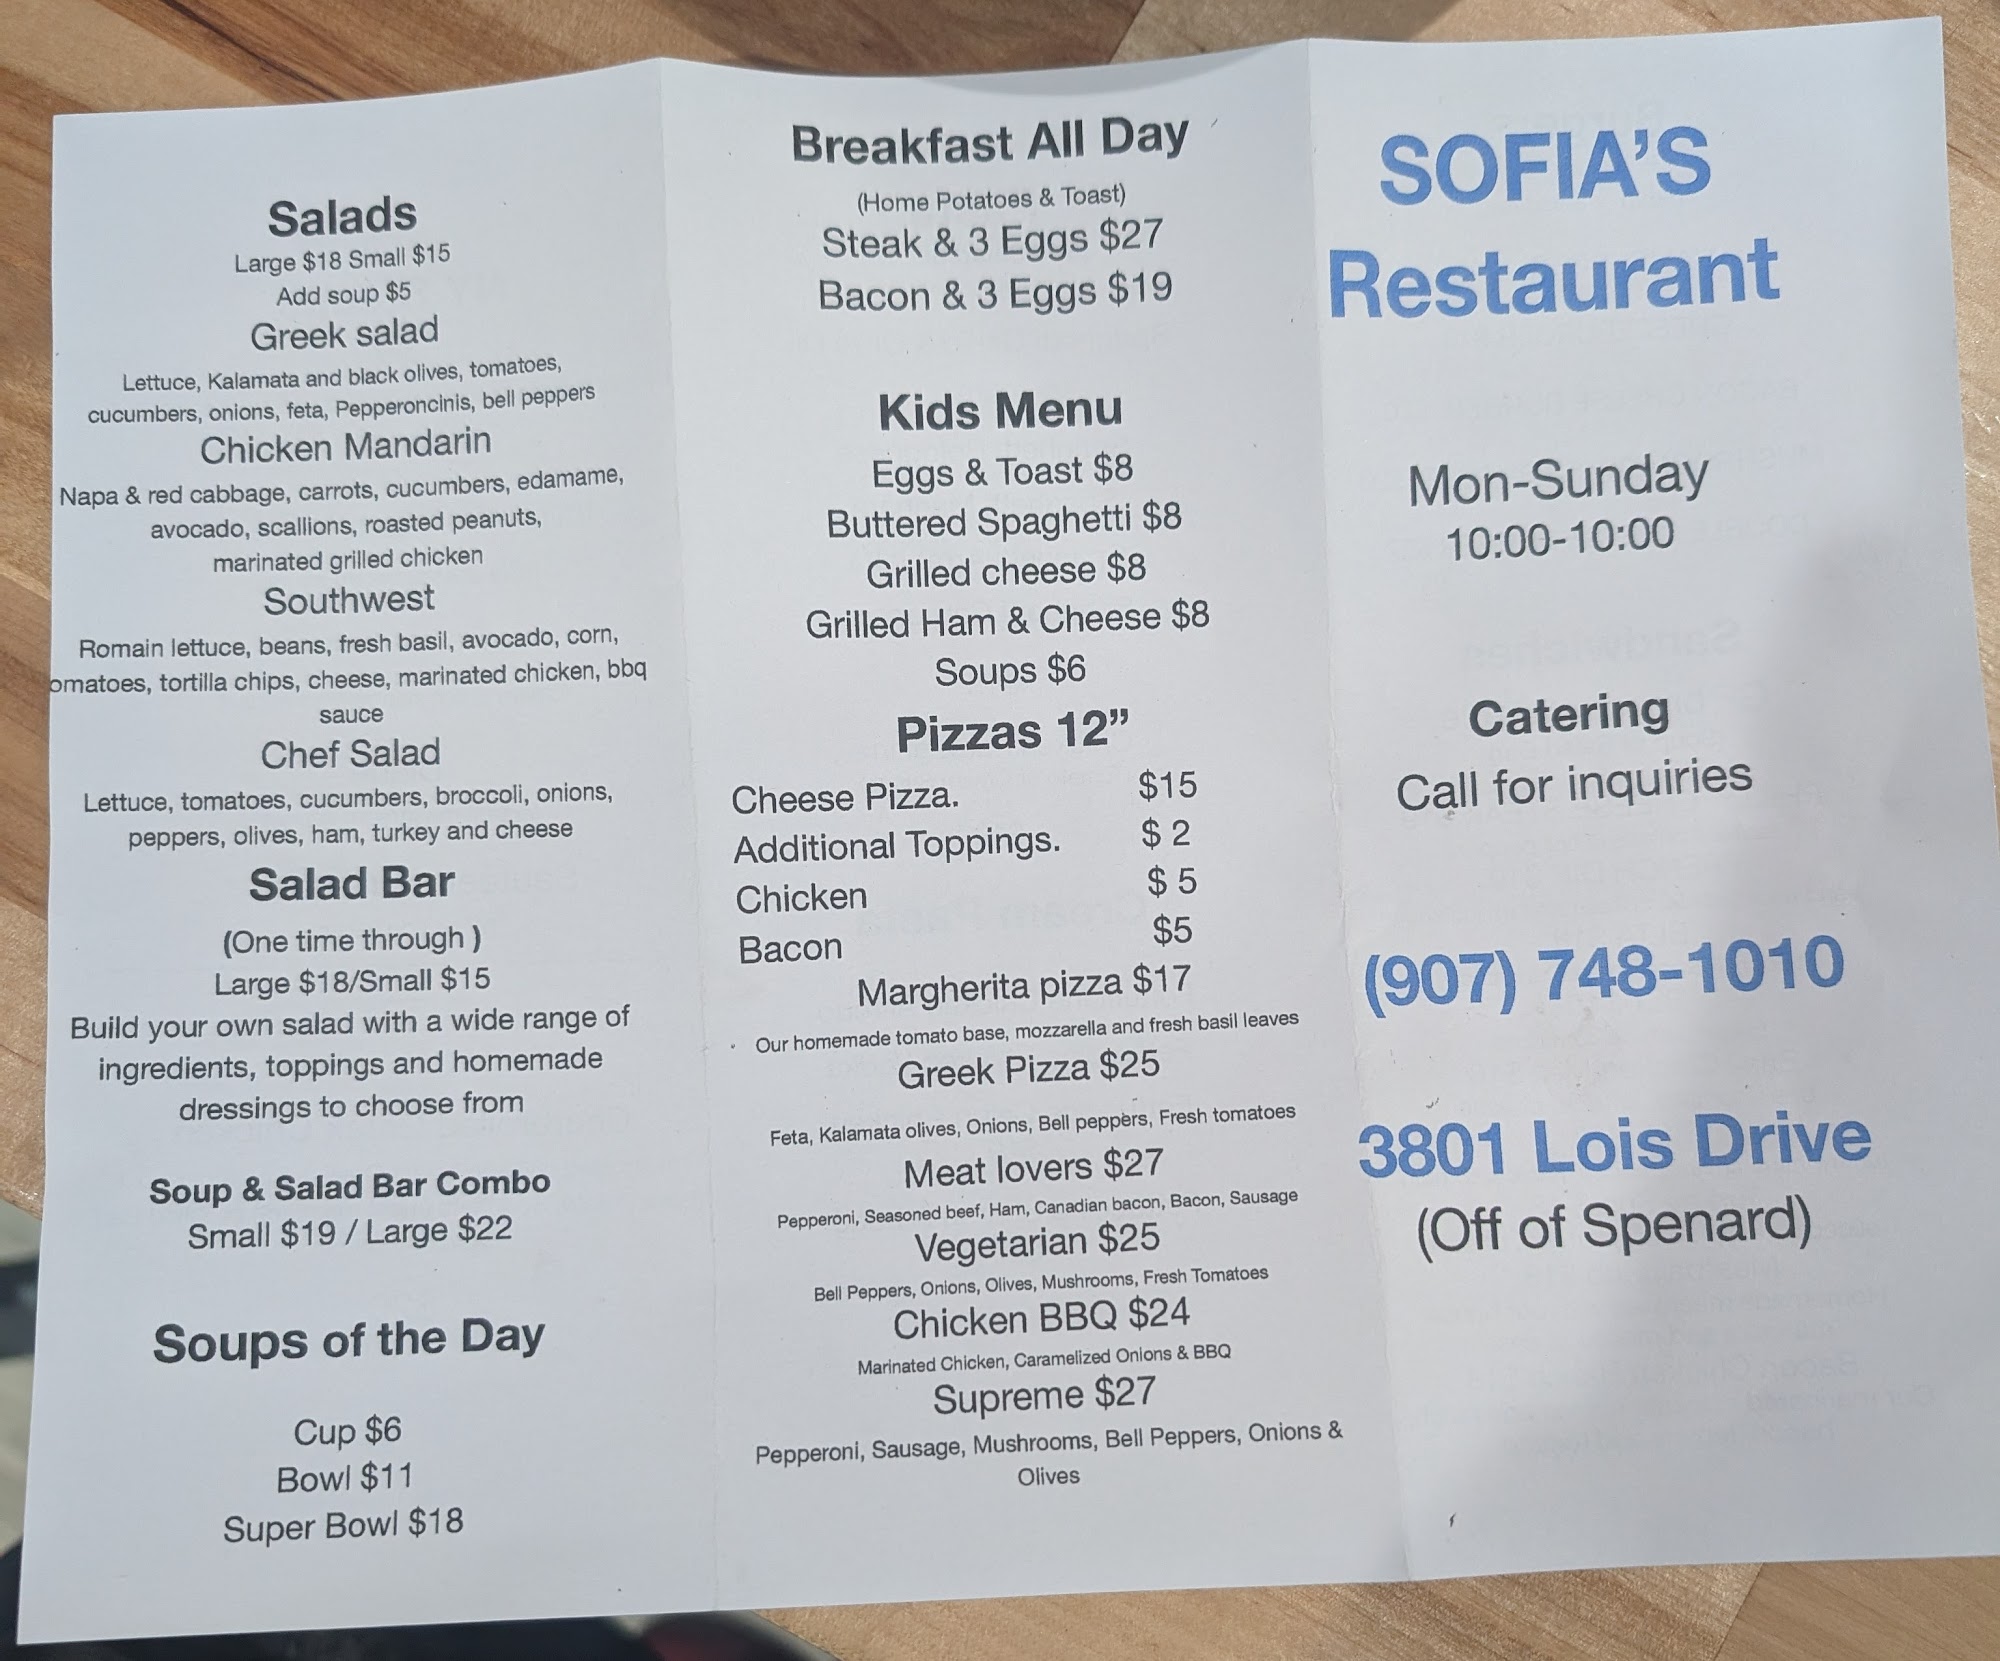 Salads
Large $18 Small $15
Add soup $5
Greek salad
Lettuce, Kalamata and black olives, tomatoes,
cucumbers, onions, feta, Pepperoncinis, bell peppers
Chicken Mandarin
Napa & red cabbage, carrots, cucumbers, edamame,
avocado, scallions, roasted peanuts,
marinated grilled chicken
Southwest
Romain lettuce, beans, fresh basil, avocado, corn,
omatoes, tortilla chips, cheese, marinated chicken, bbq
sauce
Chef Salad
Lettuce, tomatoes, cucumbers, broccoli, onions,
peppers, olives, ham, turkey and cheese
Salad Bar
(One time through )
Large $18/Small $15
Build your own salad with a wide range of
ingredients, toppings and homemade
dressings to choose from
Soup & Salad Bar Combo
Small $19 / Large $22
Soups of the Day
Cup $6
Bowl $11
Super Bowl $18
Breakfast All Day
(Home Potatoes & Toast)
Steak & 3 Eggs $27
Bacon & 3 Eggs $19
Kids Menu
Eggs & Toast $8
Buttered Spaghetti $8
Grilled cheese $8
Grilled Ham & Cheese $8
Soups $6
Pizzas 12”
Cheese Pizza. $15
Additional Toppings. $ 2
Chicken $ 5
Bacon $5
Margherita pizza $17
Our homemade tomato base, mozzarella and fresh basil leaves
Greek Pizza $25
Feta, Kalamata olives, Onions, Bell peppers, Fresh tomatoes
Meat lovers $27
Pepperoni, Seasoned beef, Ham, Canadian bacon, Bacon, Sausage
Vegetarian $25
Bell Peppers, Onions, Olives, Mushrooms, Fresh Tomatoes
Chicken BBQ $24
Marinated Chicken, Caramelized Onions & BBQ
Supreme $27
Pepperoni, Sausage, Mushrooms, Bell Peppers, Onions &
Olives
SOFIA’S
Restaurant
Mon-Sunday
10:00-10:00
Catering
Call for inquiries
(907) 748-1010
3801 Lois Drive
(Off of Spenard)